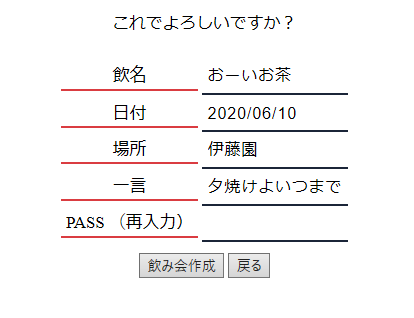 これでよろしいですか？
飲名 おーいお茶
日付 2020/06/10
場所 伊藤園
一言 夕焼けよいつまで
PASS （再入力）
飲み会作成 戻る